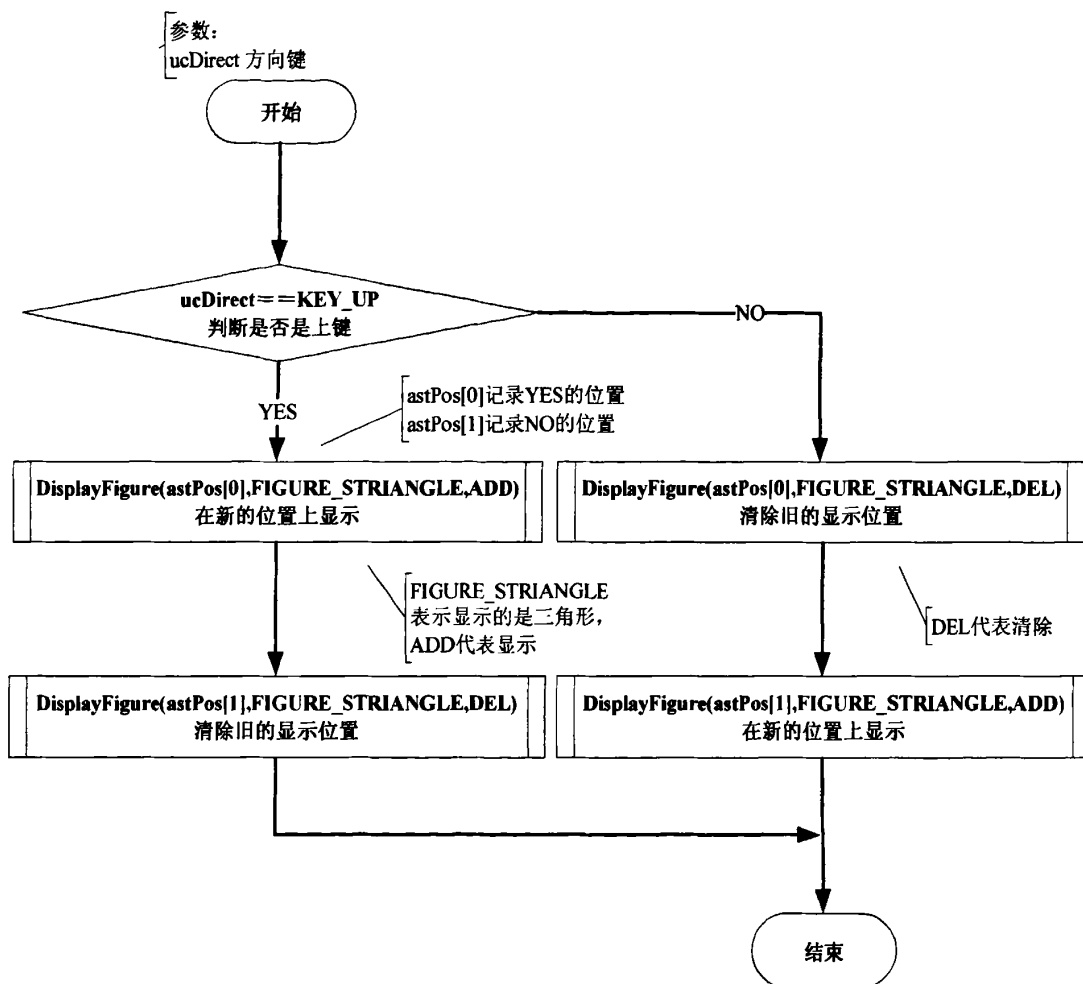 参数：
ucDirect 方向键
开始
ucDirect==KEY_UP
判断是否是上键
NO
YES
astPos[0]记录YES的位置
astPos[1]记录NO的位置
DisplayFigure(astPos[0],FIGURE_STRIANGLE,ADD)
在新的位置上显示
DisplayFigure(astPos[0],FIGURE_STRIANGLE,DEL)
清除旧的显示位置
FIGURE_STRIANGLE
表示显示的是三角形，
ADD代表显示
DEL代表清除
DisplayFigure(astPos[1],FIGURE_STRIANGLE,DEL)
清除旧的显示位置
DisplayFigure(astPos[1],FIGURE_STRIANGLE,ADD)
在新的位置上显示
结束